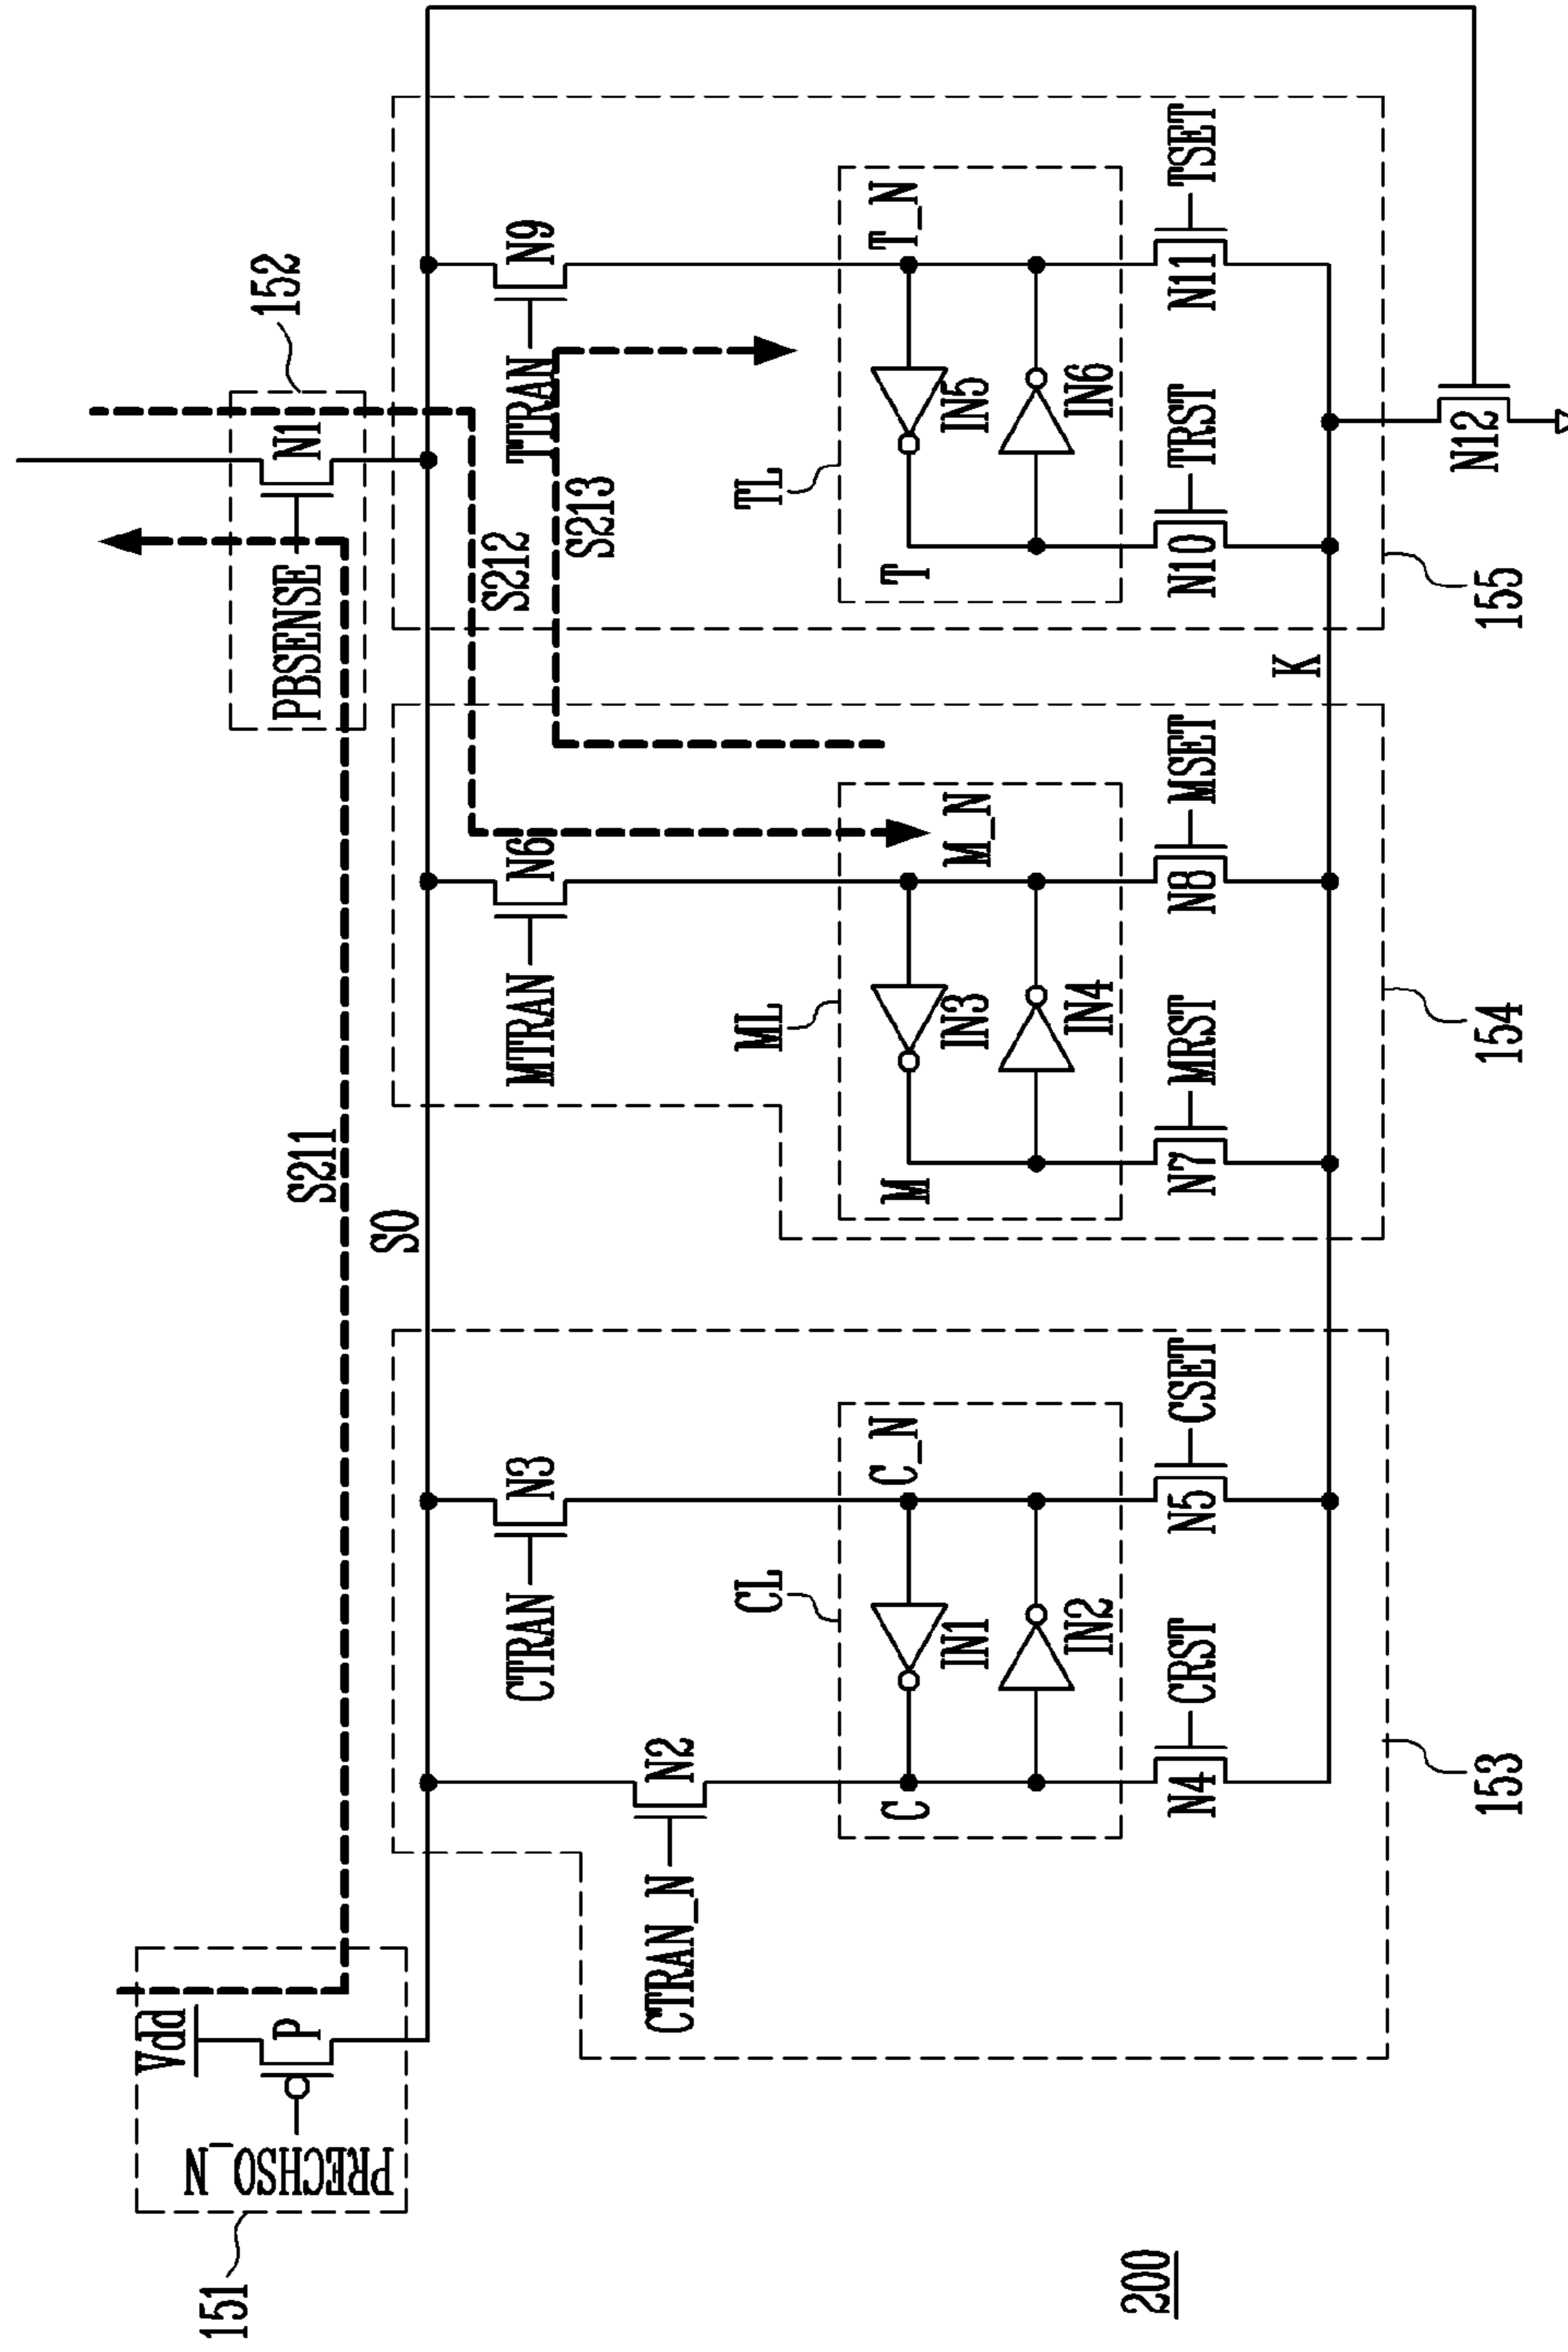 151
Vdd
P
PRECHSO_N
S211
SO
PBSENSE
N1
152
CTRAN_N
N2
CTRAN
N3
CL
C
C_N
IN1
IN2
N4
CRST
N5
CSET
153
MTRAN
N6
S212
ML
M
M_N
IN3
IN4
N7
MRST
N8
MSET
154
TTRAN
N9
S213
TL
T
T_N
IN5
IN6
N10
TRST
N11
TSET
155
K
N12
200